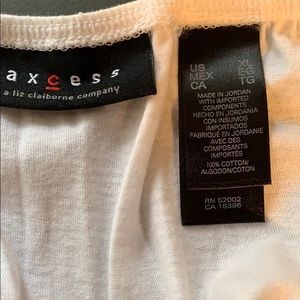 axcess
a liz claiborne company
US XL
MEX EG
CA TG
MADE IN JORDAN
WITH IMPORTED
COMPONENTS
HECHO EN JORDANIA
CON INSUMOS
IMPORTADOS
FABRIQUÉ EN JORDANIE
AVEC DES
COMPOSANTS
IMPORTÉS
100% COTTON/
ALGODON/COTON
RN 52002
CA 16396